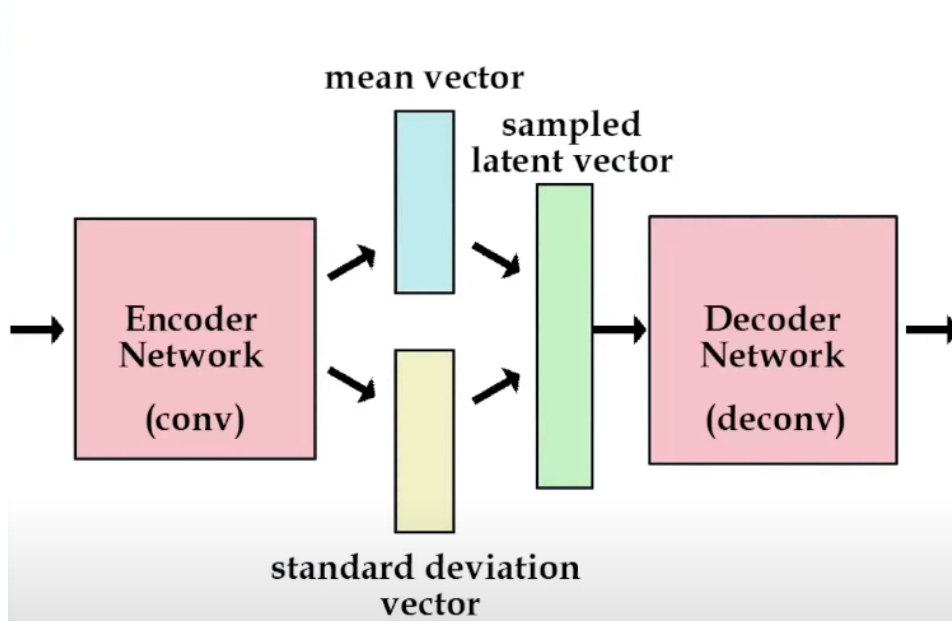 mean vector
sampled
latent vector
Encoder
Network
(conv)
Decoder
Network
(deconv)
standard deviation
vector